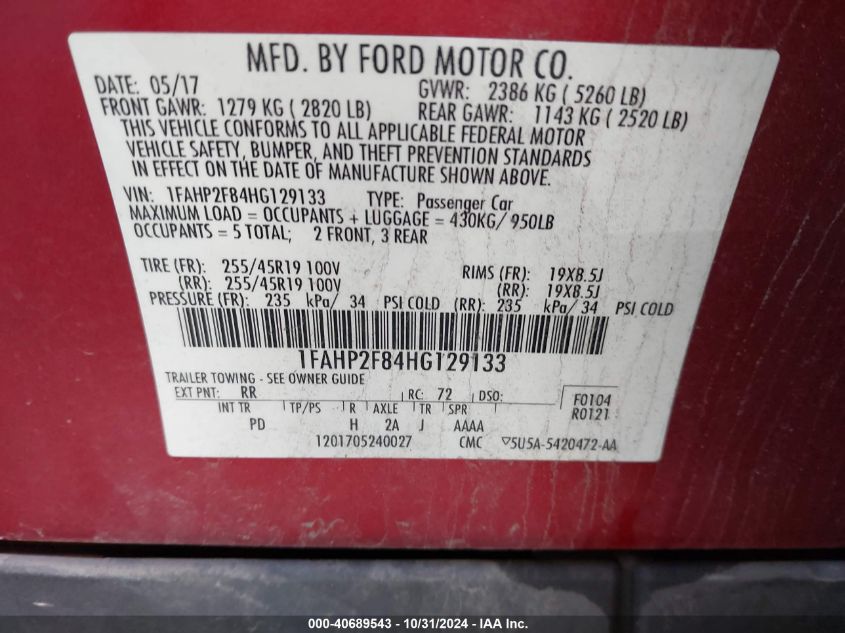 MFD. BY FORD MOTOR CO.
DATE: 05/17 GVWR: 2386 KG ( 5260 LB)
FRONT GAWR: 1279 KG ( 2820 LB) REAR GAWR: 1143 KG ( 2520 LB)
THIS VEHICLE CONFORMS TO ALL APPLICABLE FEDERAL MOTOR
VEHICLE SAFETY, BUMPER, AND THEFT PREVENTION STANDARDS
IN EFFECT ON THE DATE OF MANUFACTURE SHOWN ABOVE.
VIN: 1FAHP2F84HG129133 TYPE: Passenger Car
MAXIMUM LOAD = OCCUPANTS + LUGGAGE = 430KG/ 950LB
OCCUPANTS = 5 TOTAL; 2 FRONT, 3 REAR
TIRE (FR): 255/45R19 100V RIMS (FR): 19X8.5J
(RR): 255/45R19 100V (RR): 19X8.5J
PRESSURE (FR): 235 kPa/ 34 PSI COLD (RR): 235 kPa/ 34 PSI COLD
1FAHP2F84HG129133
TRAILER TOWING - SEE OWNER GUIDE
EXT PNT: RR RC: 72 DSO: F0104
INT TR TP/PS R AXLE TR SPR R0121
PD H 2A J AAAA
1201705240027 CMC ▽5U5A-5420472-AA
000-40689543 - 10/31/2024 - IAA, Inc.